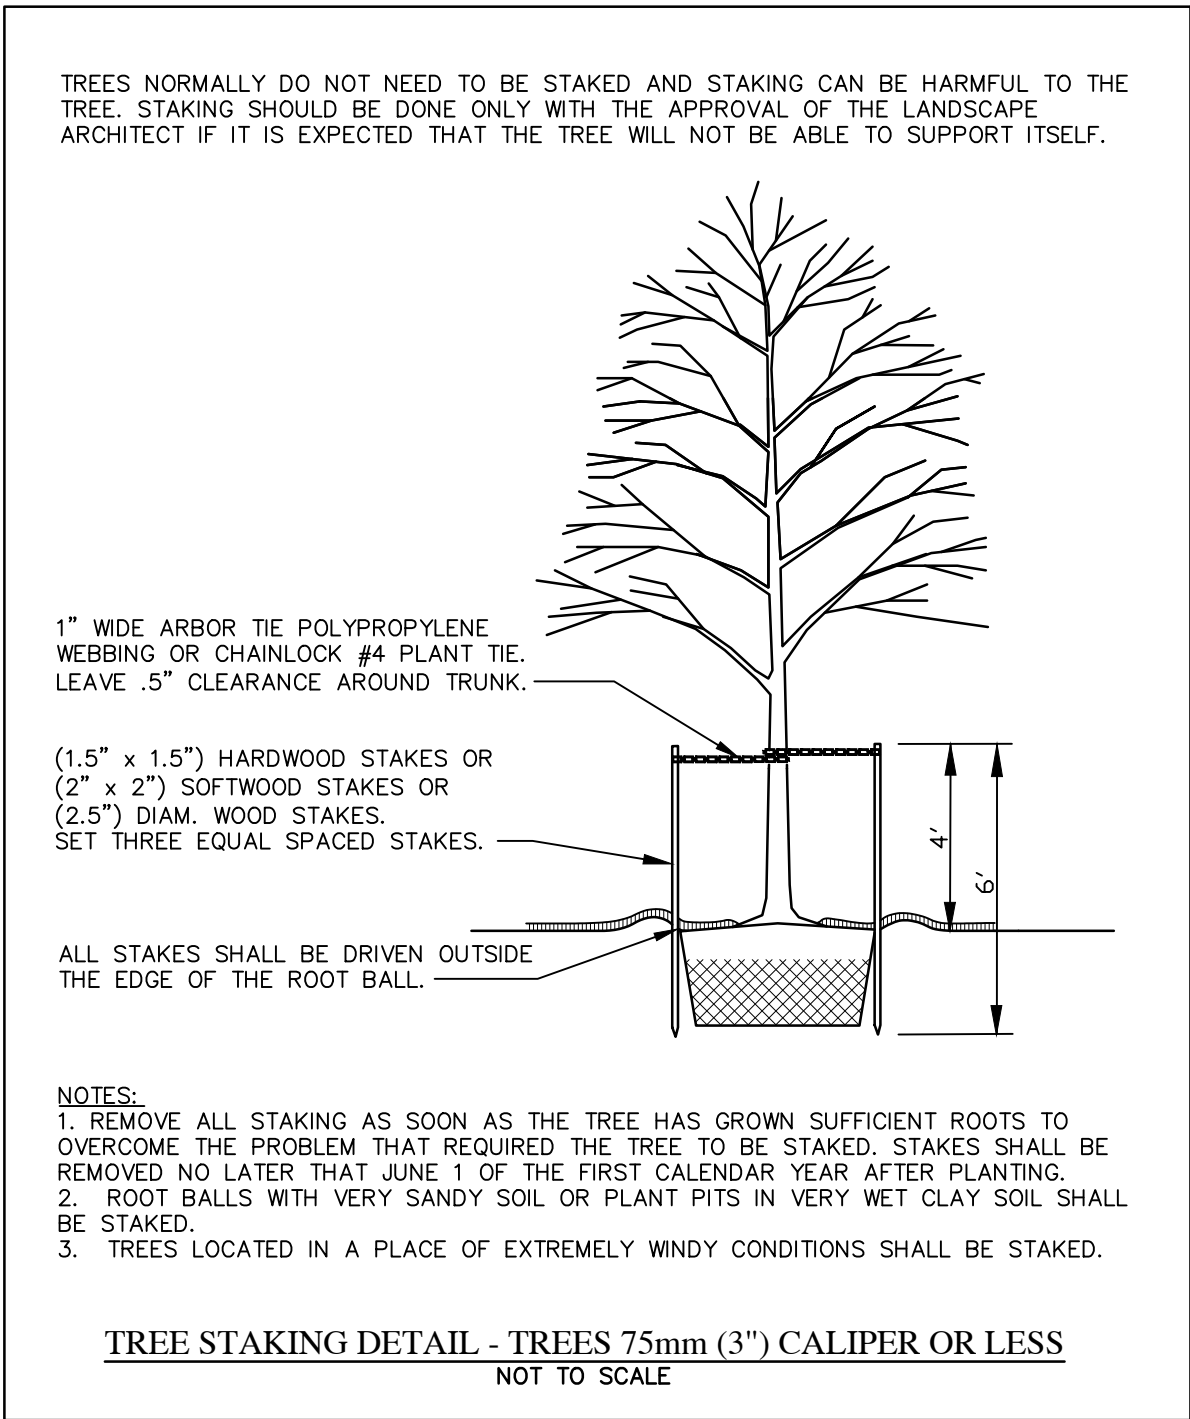 TREES NORMALLY DO NOT NEED TO BE STAKED AND STAKING CAN BE HARMFUL TO THE
TREE. STAKING SHOULD BE DONE ONLY WITH THE APPROVAL OF THE LANDSCAPE
ARCHITECT IF IT IS EXPECTED THAT THE TREE WILL NOT BE ABLE TO SUPPORT ITSELF.
1” WIDE ARBOR TIE POLYPROPYLENE
WEBBING OR CHAINLOCK #4 PLANT TIE.
LEAVE .5” CLEARANCE AROUND TRUNK.
(1.5” x 1.5”) HARDWOOD STAKES OR
(2” x 2”) SOFTWOOD STAKES OR
(2.5”) DIAM. WOOD STAKES.
SET THREE EQUAL SPACED STAKES.
4’
6’
ALL STAKES SHALL BE DRIVEN OUTSIDE
THE EDGE OF THE ROOT BALL.
NOTES:
1. REMOVE ALL STAKING AS SOON AS THE TREE HAS GROWN SUFFICIENT ROOTS TO
OVERCOME THE PROBLEM THAT REQUIRED THE TREE TO BE STAKED. STAKES SHALL BE
REMOVED NO LATER THAT JUNE 1 OF THE FIRST CALENDAR YEAR AFTER PLANTING.
2. ROOT BALLS WITH VERY SANDY SOIL OR PLANT PITS IN VERY WET CLAY SOIL SHALL
BE STAKED.
3. TREES LOCATED IN A PLACE OF EXTREMELY WINDY CONDITIONS SHALL BE STAKED.
TREE STAKING DETAIL - TREES 75mm (3") CALIPER OR LESS
NOT TO SCALE